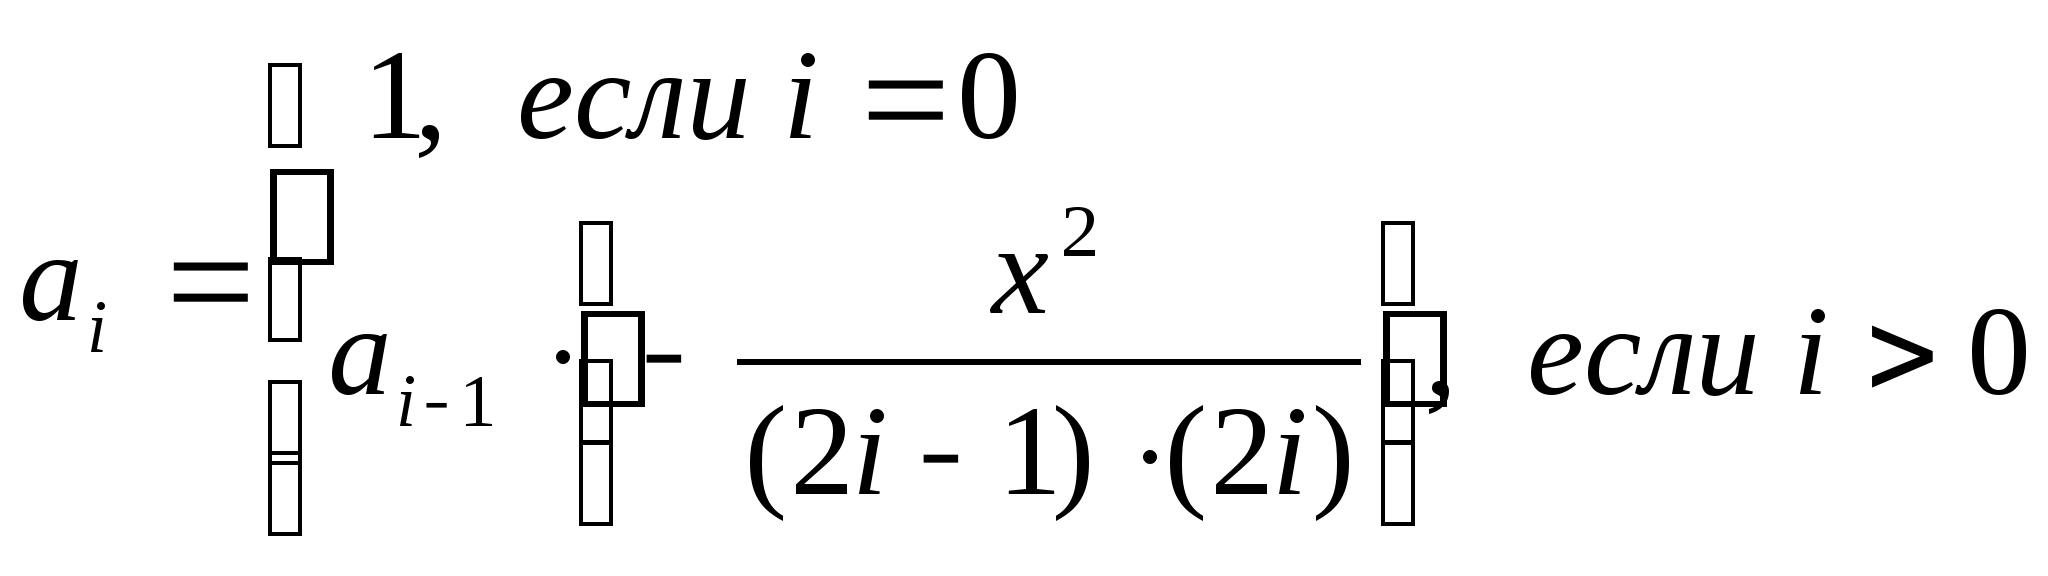 1, если i = 0
a_i =
a_{i-1} · (- x^2 / ((2i - 1) · (2i))), если i > 0